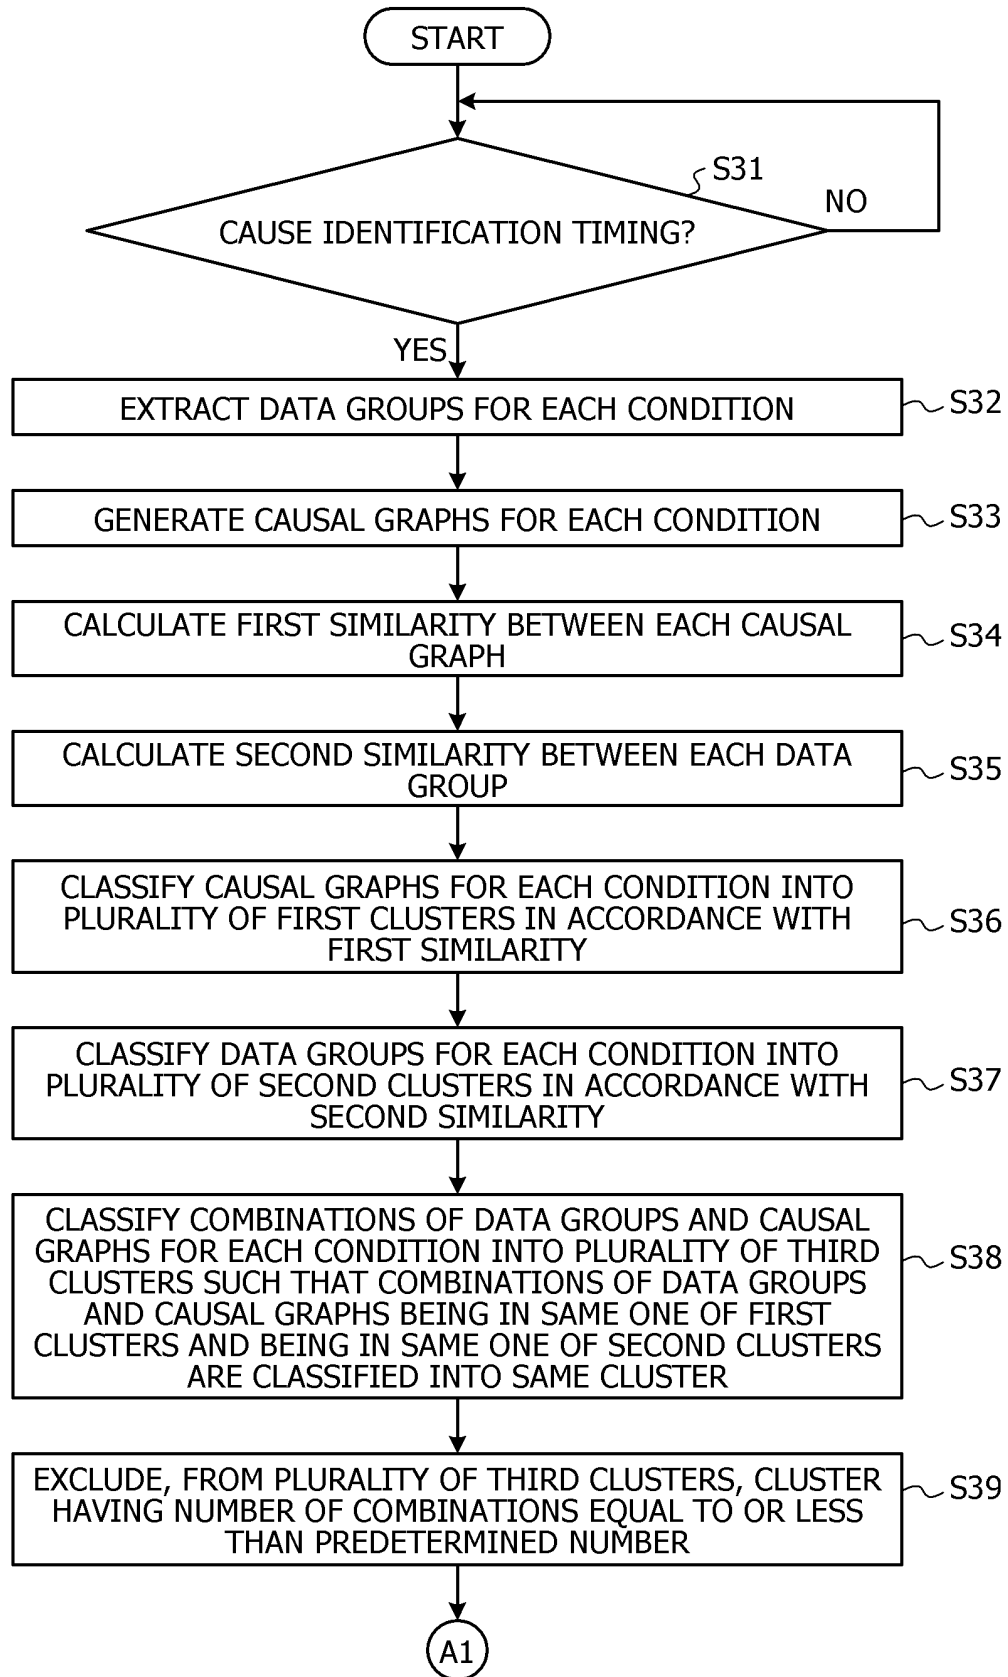 START
S31
NO
CAUSE IDENTIFICATION TIMING?
YES
EXTRACT DATA GROUPS FOR EACH CONDITION
S32
GENERATE CAUSAL GRAPHS FOR EACH CONDITION
S33
CALCULATE FIRST SIMILARITY BETWEEN EACH CAUSAL
GRAPH
S34
CALCULATE SECOND SIMILARITY BETWEEN EACH DATA
GROUP
S35
CLASSIFY CAUSAL GRAPHS FOR EACH CONDITION INTO
PLURALITY OF FIRST CLUSTERS IN ACCORDANCE WITH
FIRST SIMILARITY
S36
CLASSIFY DATA GROUPS FOR EACH CONDITION INTO
PLURALITY OF SECOND CLUSTERS IN ACCORDANCE WITH
SECOND SIMILARITY
S37
CLASSIFY COMBINATIONS OF DATA GROUPS AND CAUSAL
GRAPHS FOR EACH CONDITION INTO PLURALITY OF THIRD
CLUSTERS SUCH THAT COMBINATIONS OF DATA GROUPS
AND CAUSAL GRAPHS BEING IN SAME ONE OF FIRST
CLUSTERS AND BEING IN SAME ONE OF SECOND CLUSTERS
ARE CLASSIFIED INTO SAME CLUSTER
S38
EXCLUDE, FROM PLURALITY OF THIRD CLUSTERS, CLUSTER
HAVING NUMBER OF COMBINATIONS EQUAL TO OR LESS
THAN PREDETERMINED NUMBER
S39
A1